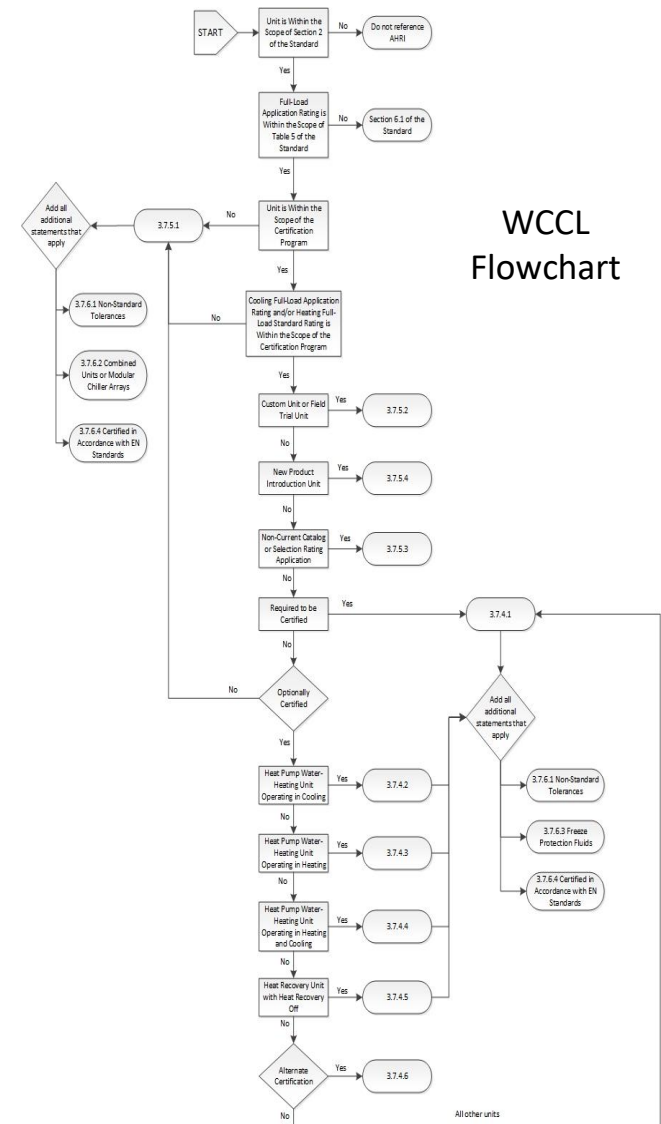 START
Unit is Within the
Scope of Section 2
of the Standard
No
Do not reference
AHRI
Yes
Full-Load
Application Rating is
Within the Scope of
Table 5 of the
Standard
No
Section 6.1 of the
Standard
Yes
WCCL
Flowchart
Add all
additional
statements that
apply
3.7.5.1
No
Unit is Within the
Scope of the
Certification
Program
Yes
3.7.6.1 Non-Standard
Tolerances
3.7.6.2 Combined
Units or Modular
Chiller Arrays
3.7.6.4 Certified in
Accordance with EN
Standards
No
Cooling Full-Load Application
Rating and/or Heating Full-
Load Standard Rating is
Within the Scope of the
Certification Program
Yes
Custom Unit or Field
Trial Unit
Yes
3.7.5.2
No
New Product
Introduction Unit
Yes
3.7.5.4
No
Non-Current Catalog
or Selection Rating
Application
Yes
3.7.5.3
No
Required to be
Certified
Yes
3.7.4.1
No
No
Optionally
Certified
Add all
additional
statements that
apply
Yes
3.7.6.1 Non-Standard
Tolerances
3.7.6.3 Freeze
Protection Fluids
3.7.6.4 Certified in
Accordance with EN
Standards
Heat Pump Water-
Heating Unit
Operating in Cooling
Yes
3.7.4.2
No
Heat Pump Water-
Heating Unit
Operating in Heating
Yes
3.7.4.3
No
Heat Pump Water-
Heating Unit
Operating in Heating
and Cooling
Yes
3.7.4.4
No
Heat Recovery Unit
with Heat Recovery
Off
Yes
3.7.4.5
No
Alternate
Certification
Yes
3.7.4.6
No
All other units